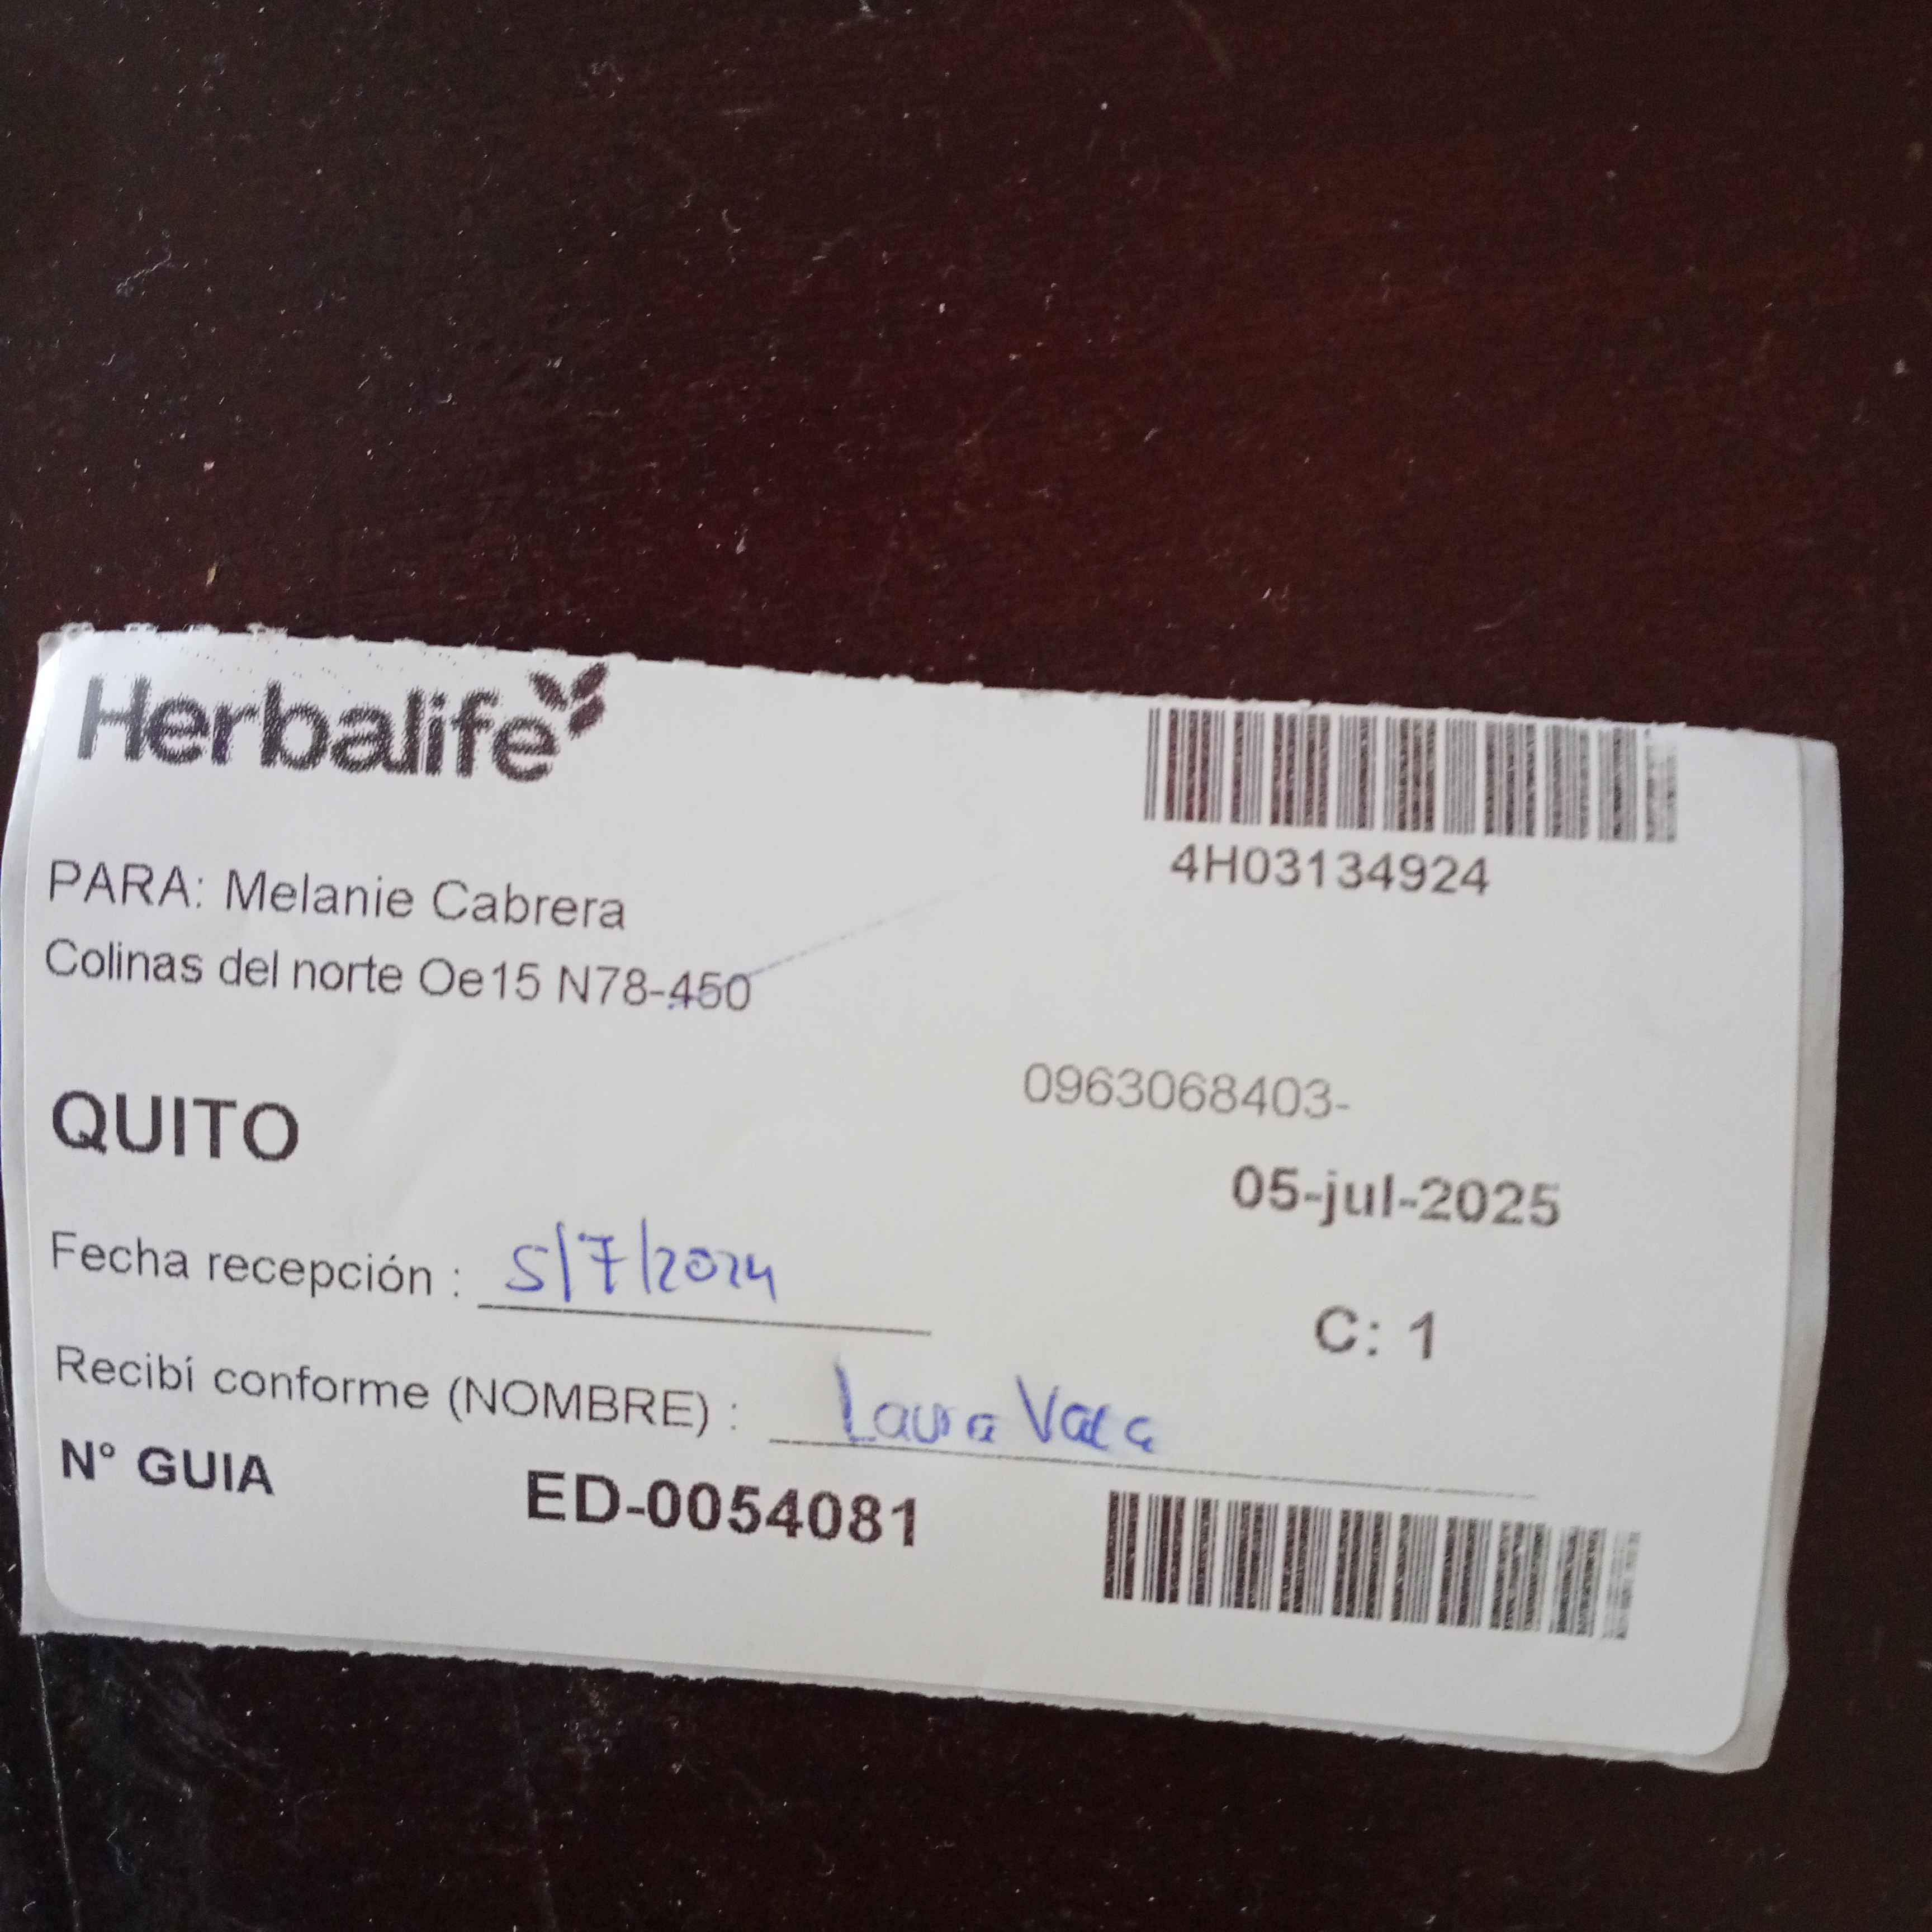 Herbalife
4H03134924
PARA: Melanie Cabrera
Colinas del norte Oe15 N78-450
0963068403-
QUITO
05-jul-2025
Fecha recepción : 5/7/2024
C: 1
Recibí conforme (NOMBRE) : Laura Vaca
N° GUIA ED-0054081